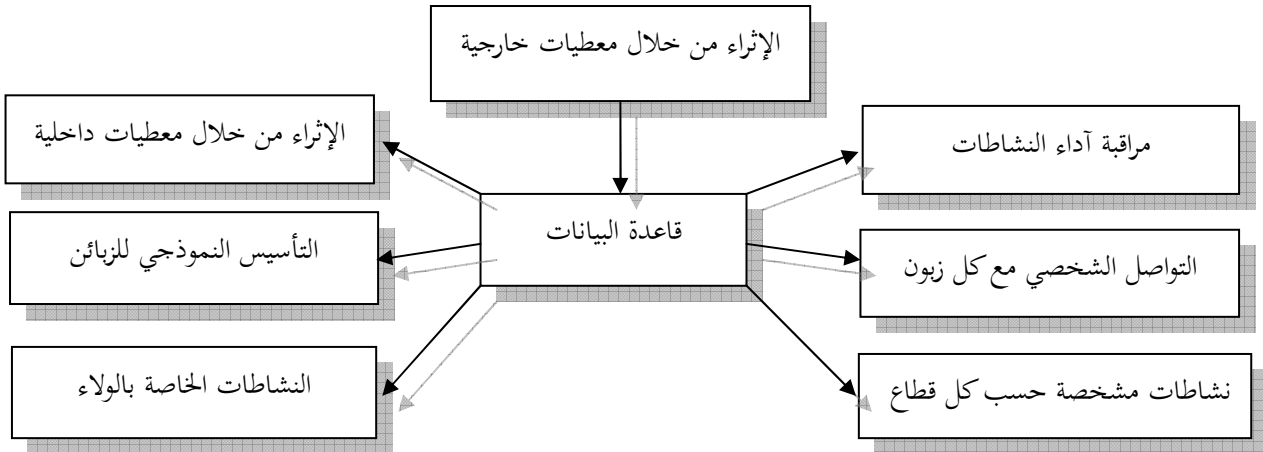 الإثراء من خلال معطيات خارجية
مراقبة آداء النشاطات
الإثراء من خلال معطيات داخلية
قاعدة البيانات
التواصل الشخصي مع كل زبون
التأسيس النموذجي للزبائن
نشاطات مشخصة حسب كل قطاع
النشاطات الخاصة بالولاء